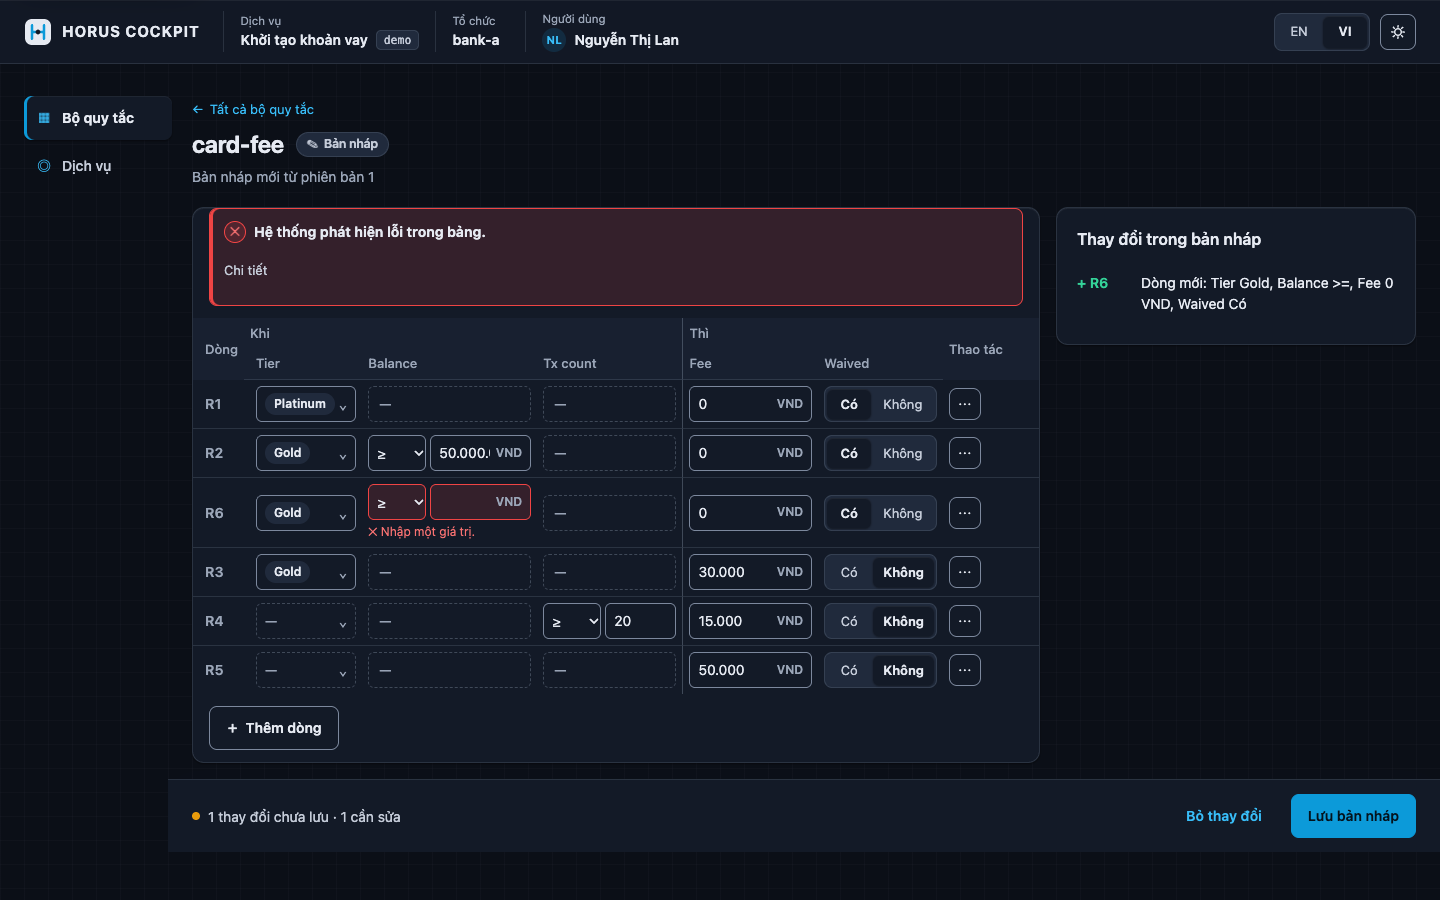 HORUS COCKPIT
Dịch vụ
Khởi tạo khoản vay demo
Tổ chức
bank-a
Người dùng
NL Nguyễn Thị Lan
EN VI
Bộ quy tắc
Dịch vụ
← Tất cả bộ quy tắc
card-fee ✎ Bản nháp
Bản nháp mới từ phiên bản 1
Hệ thống phát hiện lỗi trong bảng.
Chi tiết
Dòng Khi Thì Thao tác
Tier Balance Tx count Fee Waived
R1 Platinum — — 0 VND Có Không ...
R2 Gold ≥ 50.000. VND — 0 VND Có Không ...
R6 Gold ≥ VND — 0 VND Có Không ...
✕ Nhập một giá trị.
R3 Gold — — 30.000 VND Có Không ...
R4 — — ≥ 20 15.000 VND Có Không ...
R5 — — — 50.000 VND Có Không ...
+ Thêm dòng
Thay đổi trong bản nháp
+ R6 Dòng mới: Tier Gold, Balance >=, Fee 0
VND, Waived Có
1 thay đổi chưa lưu · 1 cần sửa
Bỏ thay đổi
Lưu bản nháp